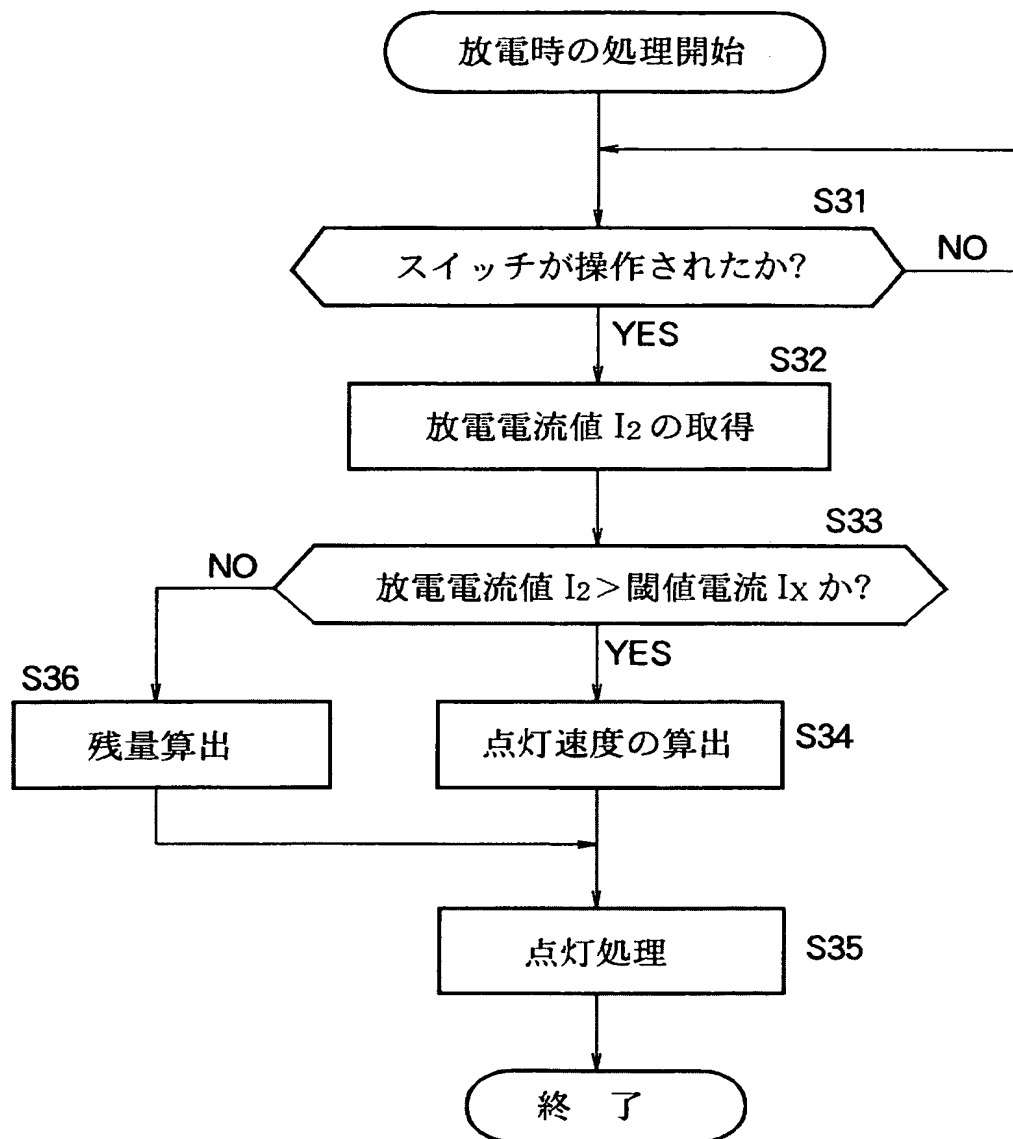 放電時の処理開始
S31
スイッチが操作されたか?
NO
YES
S32
放電電流値 I2 の取得
S33
NO
放電電流値 I2>閾値電流 IX か?
YES
S36
残量算出
点灯速度の算出
S34
点灯処理
S35
終 了